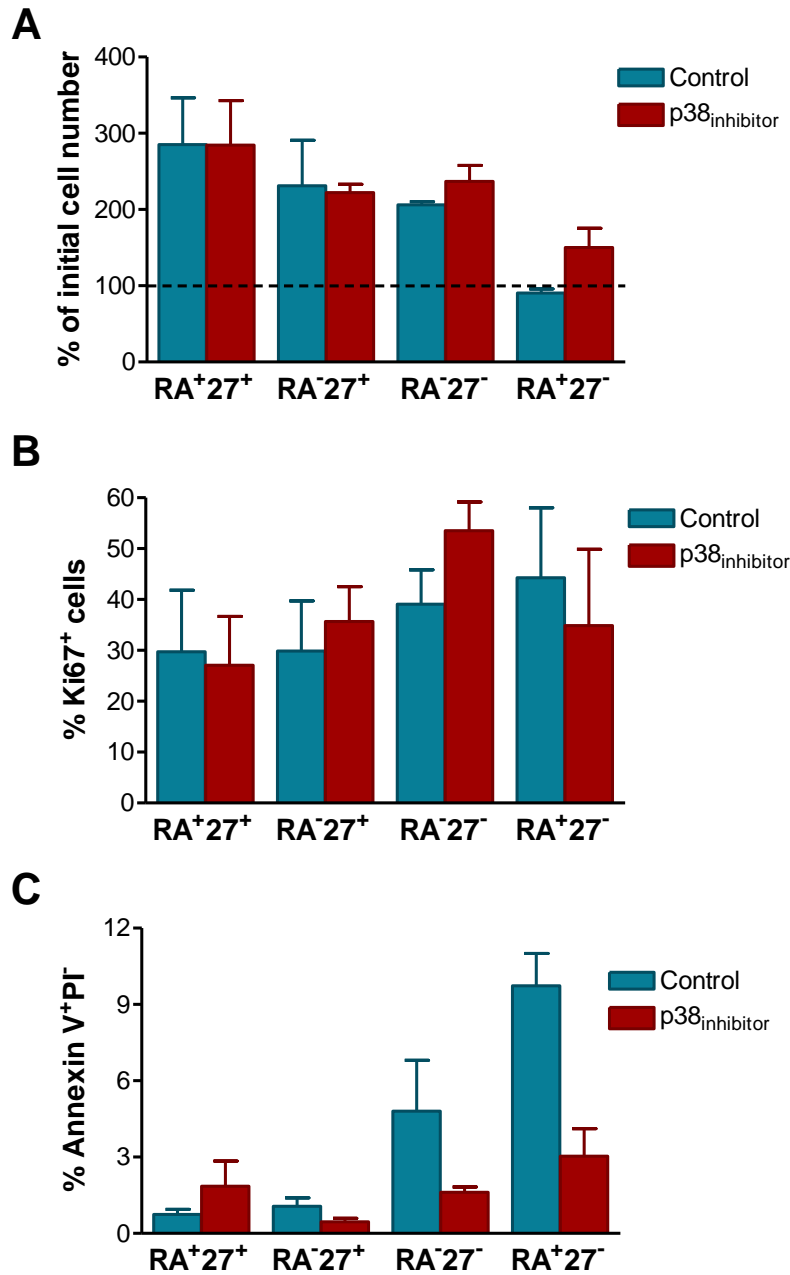 A
% of initial cell number
400
300
200
100
0
RA⁺27⁺ RA⁻27⁺ RA⁻27⁻ RA⁺27⁻
Control
p38inhibitor
B
% Ki67⁺ cells
60
50
40
30
20
10
0
RA⁺27⁺ RA⁻27⁺ RA⁻27⁻ RA⁺27⁻
Control
p38inhibitor
C
% Annexin V⁺PI⁻
12
9
6
3
0
RA⁺27⁺ RA⁻27⁺ RA⁻27⁻ RA⁺27⁻
Control
p38inhibitor